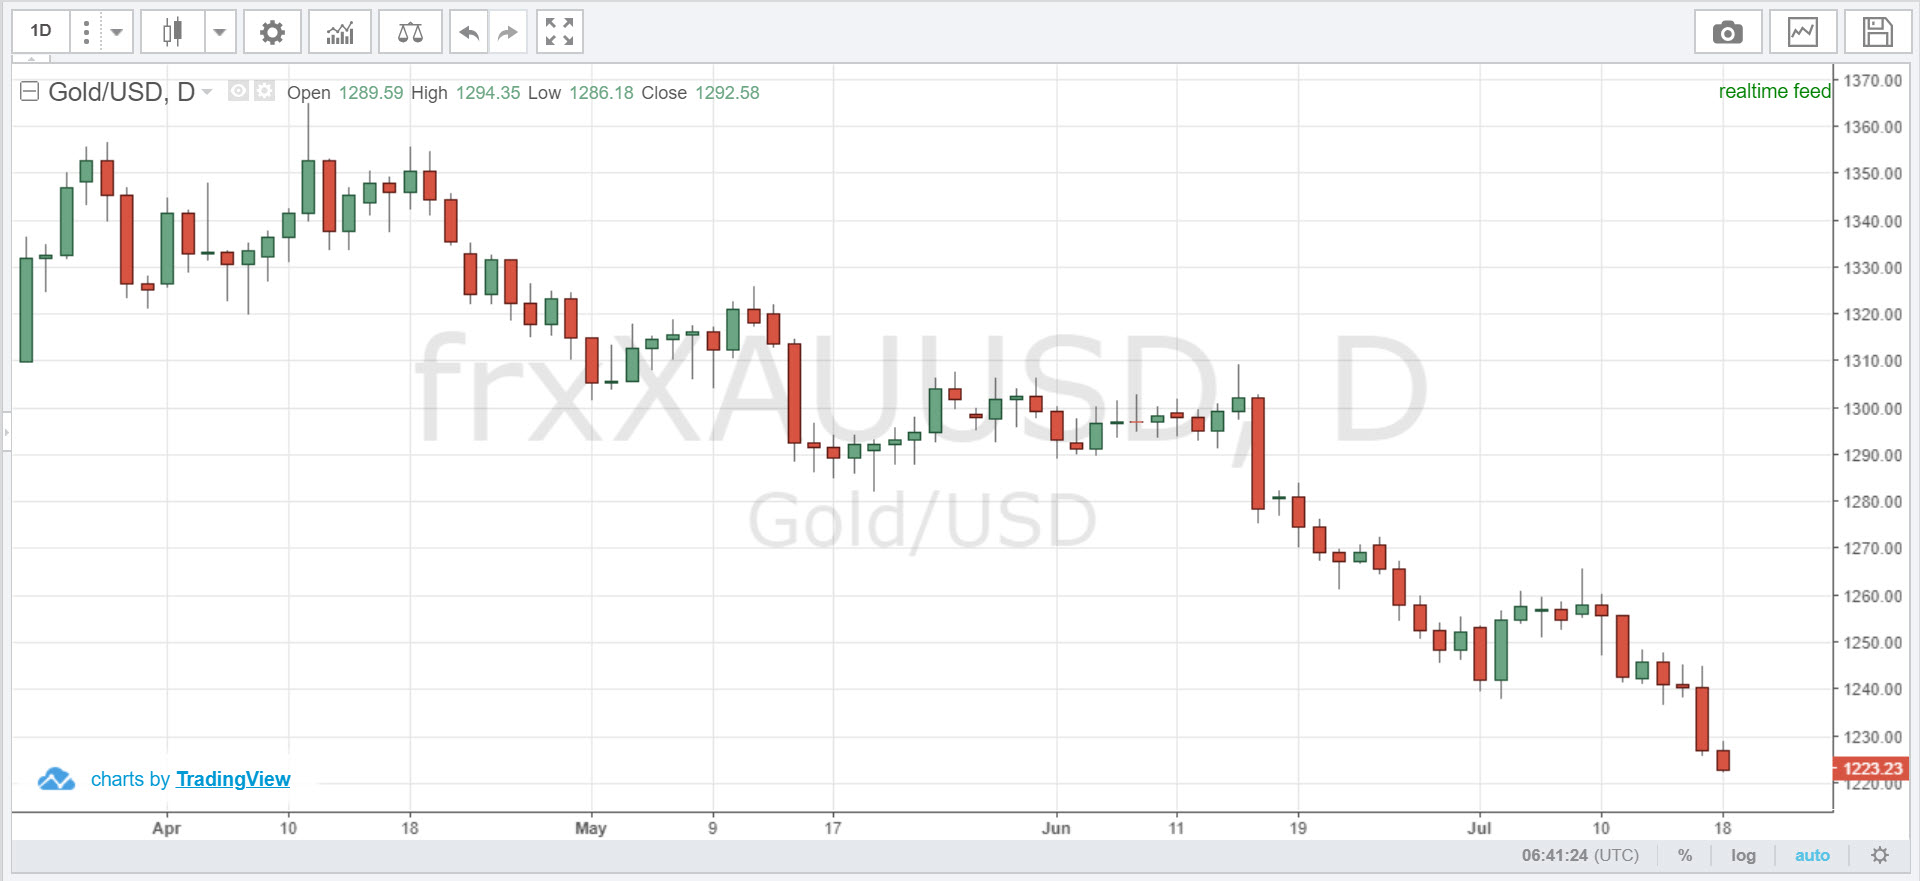 1D
Gold/USD, D Open 1289.59 High 1294.35 Low 1286.18 Close 1292.58
realtime feed
1370.00
1360.00
1350.00
1340.00
1330.00
1320.00
1310.00
1300.00
1290.00
1280.00
1270.00
1260.00
1250.00
1240.00
1230.00
1223.23
1220.00
frxXAUUSD, D
Gold/USD
charts by TradingView
Apr 10 18 May 9 17 Jun 11 19 Jul 10 18
06:41:24 (UTC) % log auto